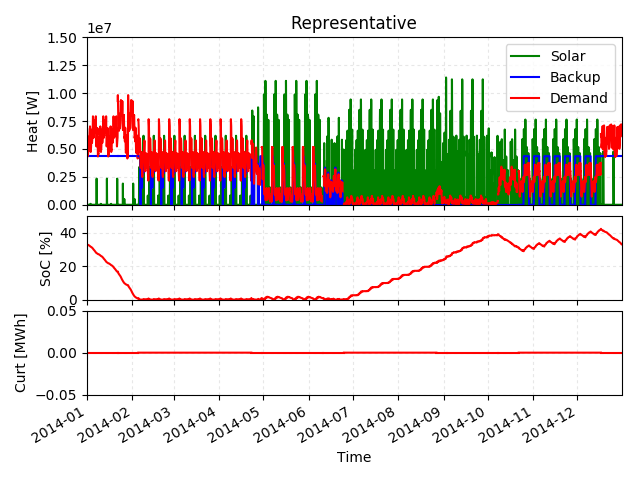 Representative
1e7
1.50
1.25
1.00
0.75
0.50
0.25
0.00
Heat [W]
Solar
Backup
Demand
40
20
0
SoC [%]
0.05
0.00
−0.05
Curt [MWh]
2014-01
2014-02
2014-03
2014-04
2014-05
2014-06
2014-07
2014-08
2014-09
2014-10
2014-11
2014-12
Time